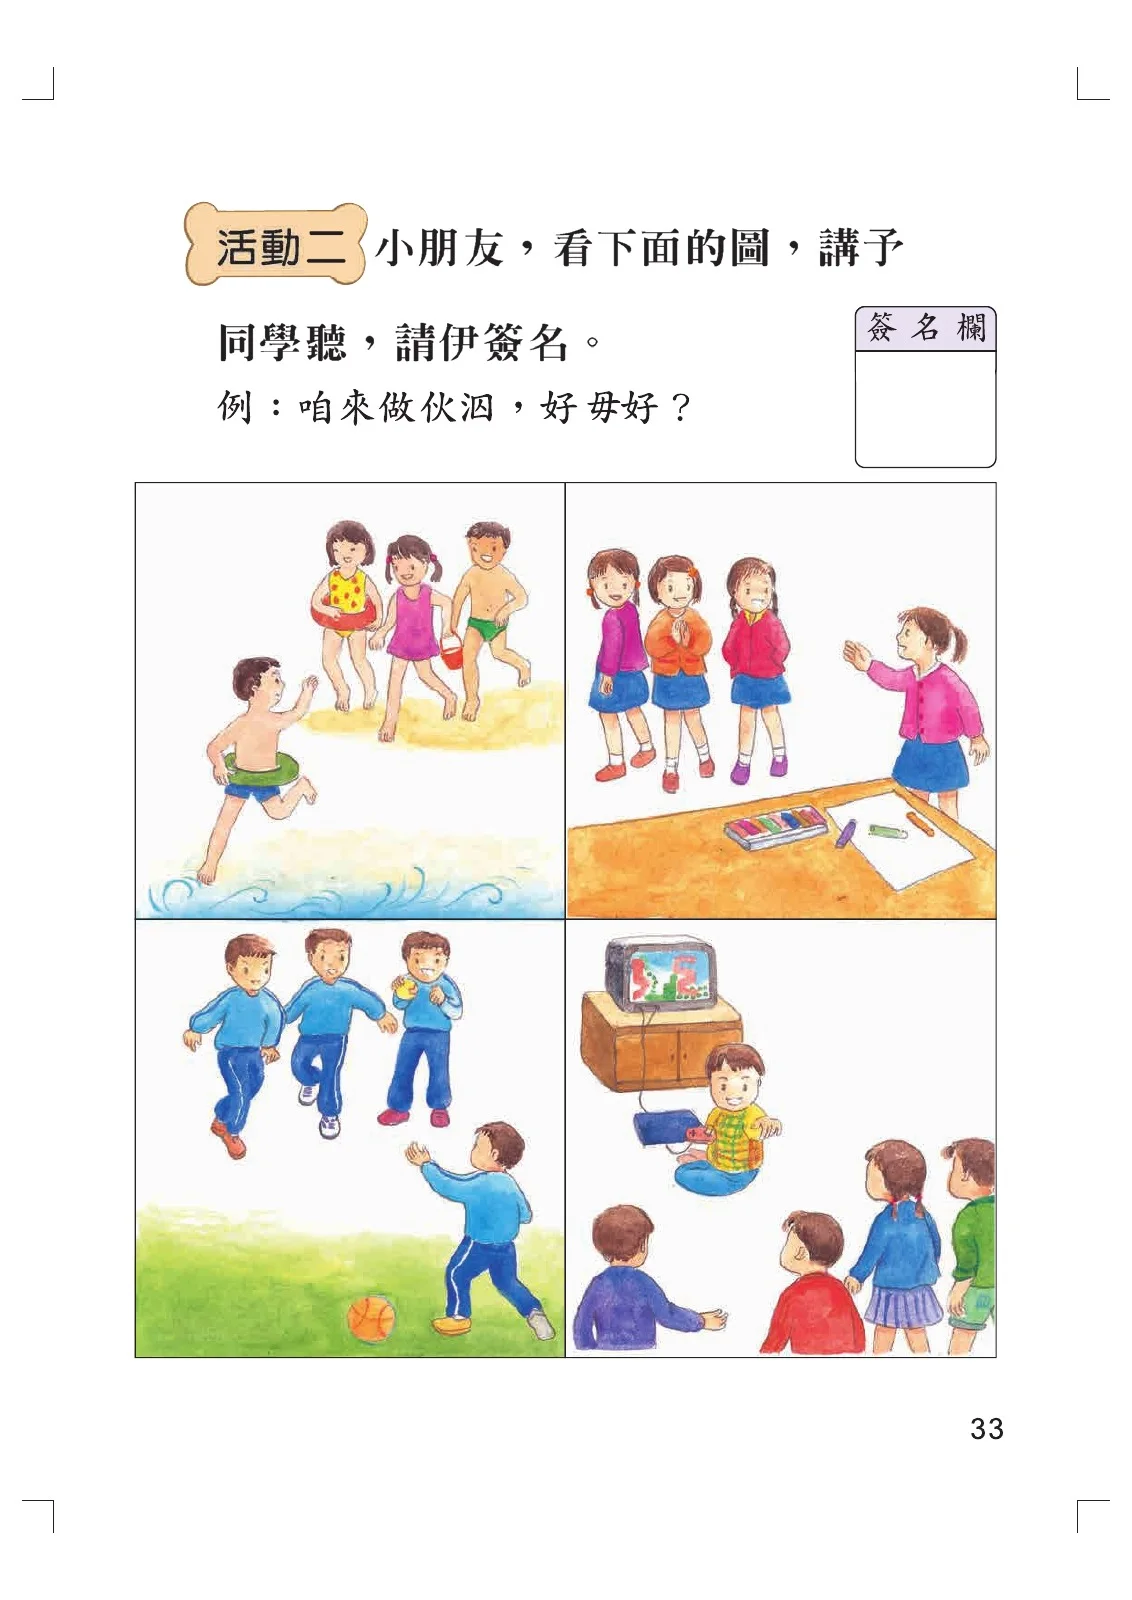 活動二 小朋友，看下面的圖，講予
同學聽，請伊簽名。
簽名欄
例：咱來做伙泅，好毋好？
33